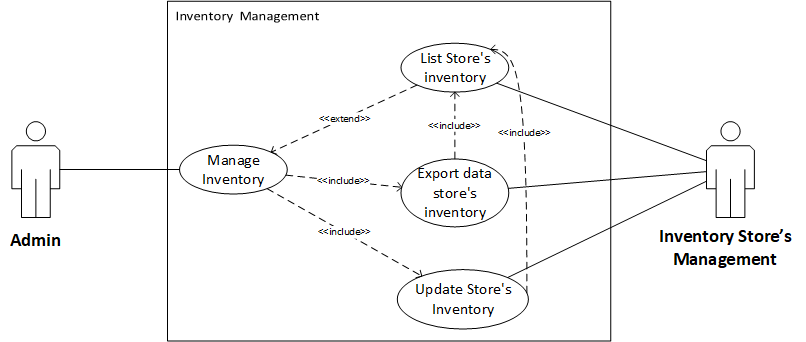 Inventory Management
List Store's
inventory
<<extend>>
<<include>>
<<include>>
Manage
Inventory
<<include>>
Export data
store's
inventory
<<include>>
Update Store's
Inventory
Admin
Inventory Store’s
Management